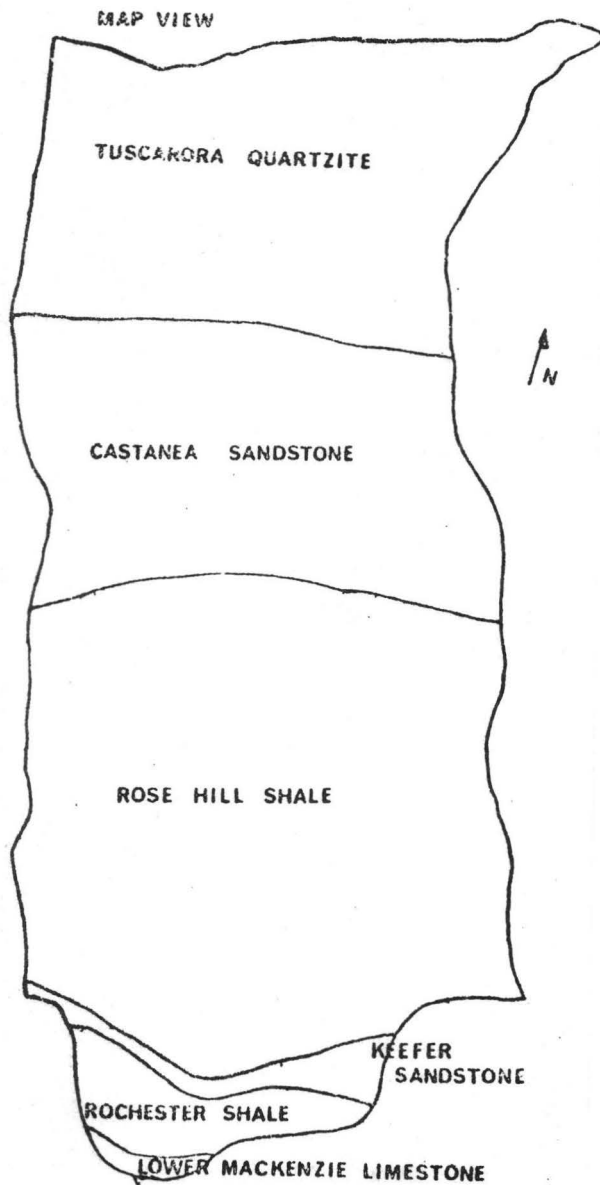 MAP VIEW
TUSCARORA QUARTZITE
N
CASTANEA SANDSTONE
ROSE HILL SHALE
KEEFER
SANDSTONE
ROCHESTER SHALE
LOWER MACKENZIE LIMESTONE